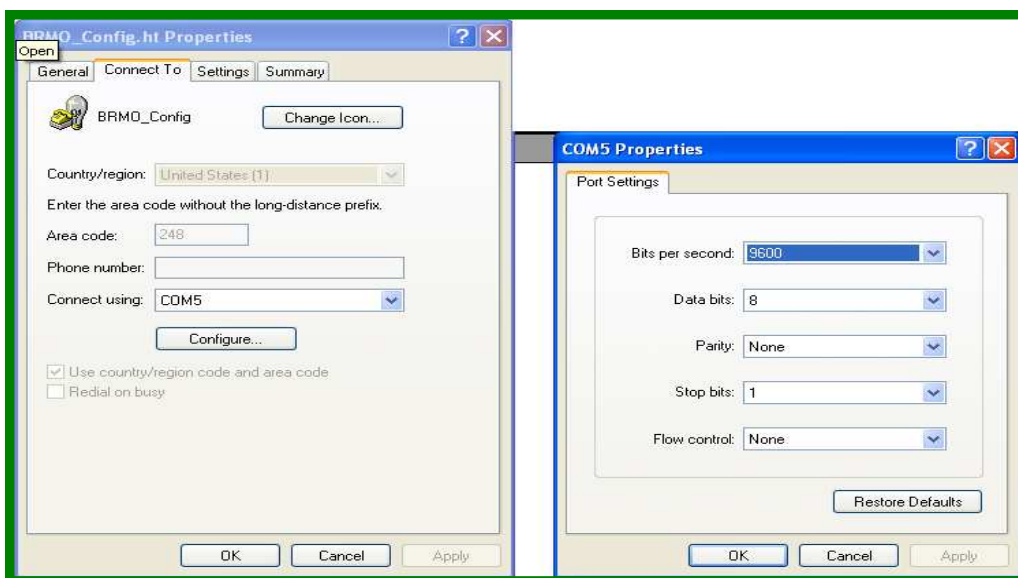 BRMO_Config.ht Properties
Open
General Connect To Settings Summary
BRMO_Config Change Icon...
Country/region: United States (1)
Enter the area code without the long-distance prefix.
Area code: 248
Phone number:
Connect using: COM5
Configure...
Use country/region code and area code
Redial on busy
OK Cancel Apply
COM5 Properties
Port Settings
Bits per second: 9600
Data bits: 8
Parity: None
Stop bits: 1
Flow control: None
Restore Defaults
OK Cancel Apply